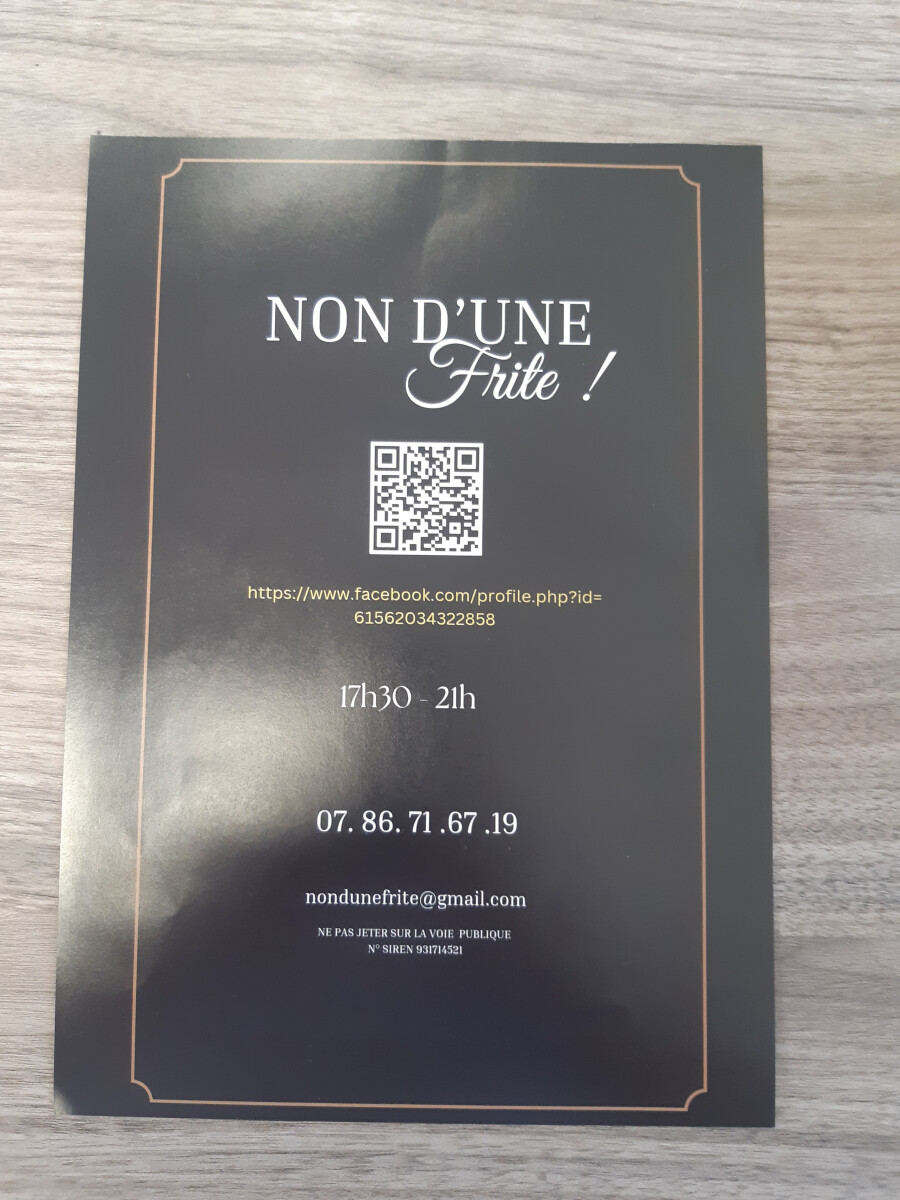 NON D'UNE
Frite !
https://www.facebook.com/profile.php?id=
61562034322858
17h30 - 21h
07. 86. 71 .67 .19
nondunefrite@gmail.com
NE PAS JETER SUR LA VOIE PUBLIQUE
N° SIREN 931714521